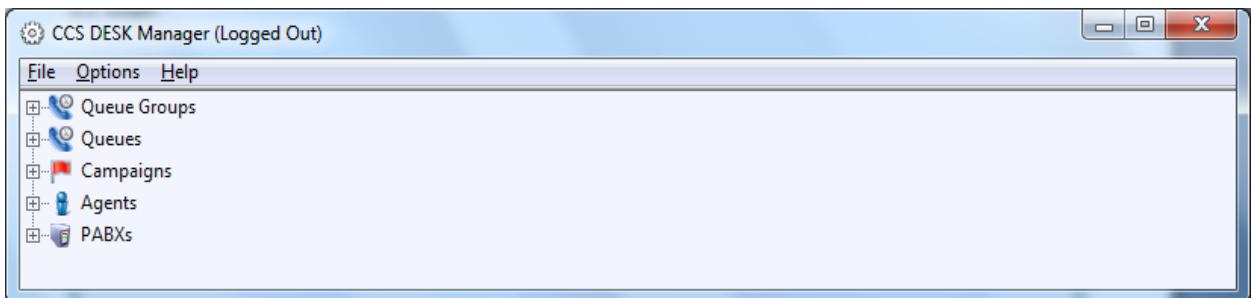 CCS DESK Manager (Logged Out)
File Options Help
Queue Groups
Queues
Campaigns
Agents
PABXs